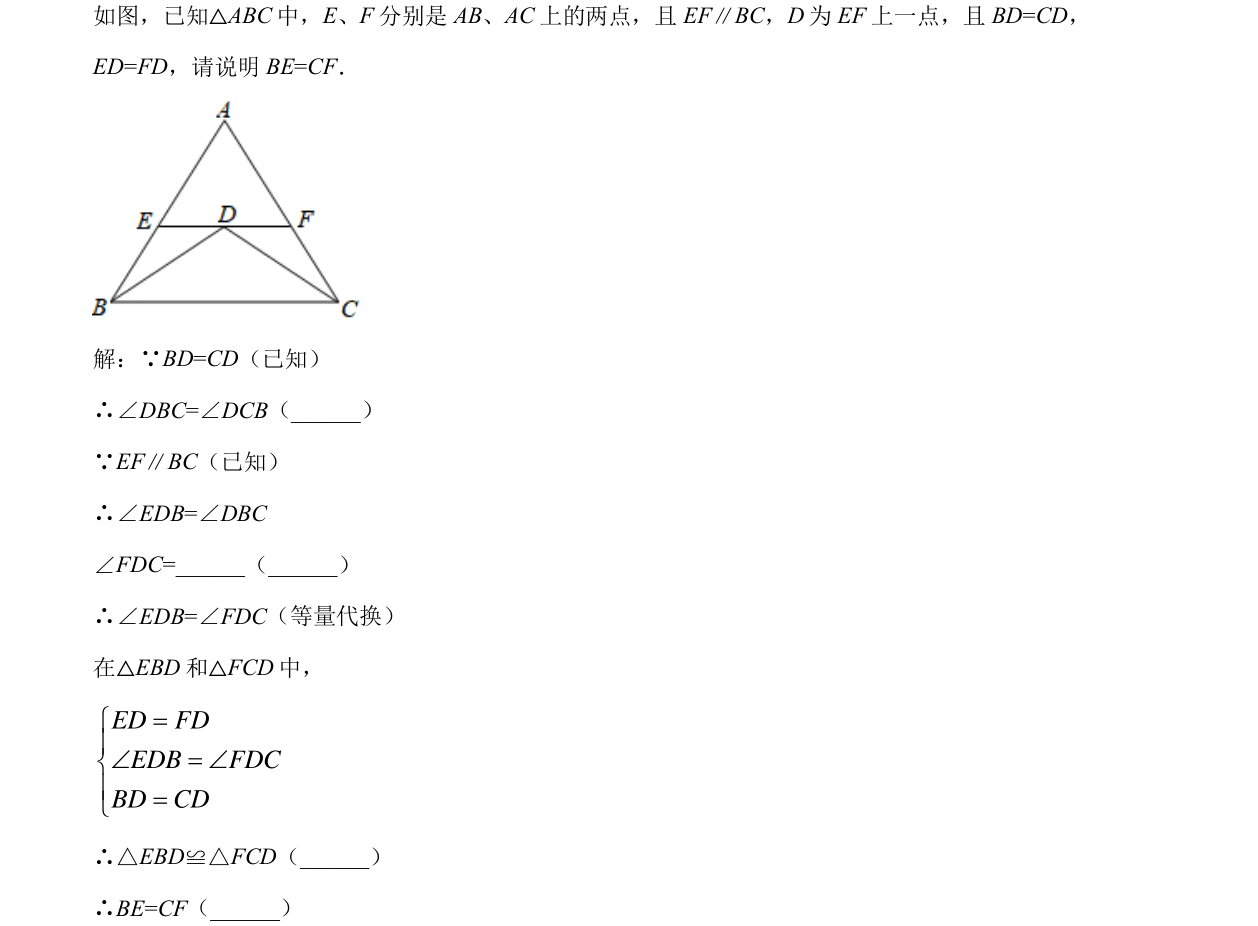 如图，已知△ABC中，E、F分别是AB、AC上的两点，且EF∥BC，D为EF上一点，且BD=CD，
ED=FD，请说明BE=CF．
A
E
D
F
B
C
解：∵BD=CD（已知）
∴∠DBC=∠DCB（______）
∵EF∥BC（已知）
∴∠EDB=∠DBC
∠FDC=______（______）
∴∠EDB=∠FDC（等量代换）
在△EBD和△FCD中，
ED = FD
∠EDB = ∠FDC
BD = CD
∴△EBD≌△FCD（______）
∴BE=CF（______）